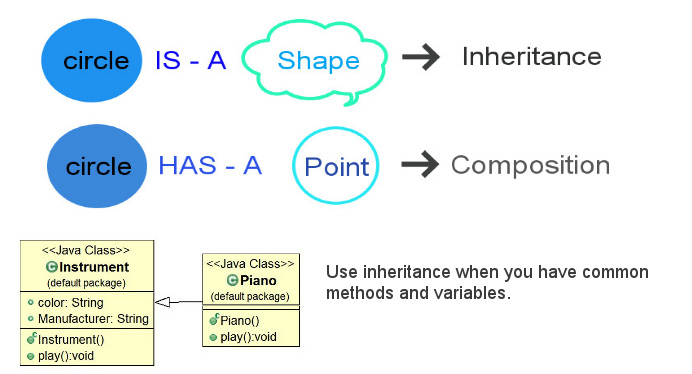 circle IS - A Shape Inheritance
circle HAS - A Point Composition
<<Java Class>>
Instrument
(default package)
color: String
Manufacturer: String
Instrument()
play():void
<<Java Class>>
Piano
(default package)
Piano()
play():void
Use inheritance when you have common
methods and variables.